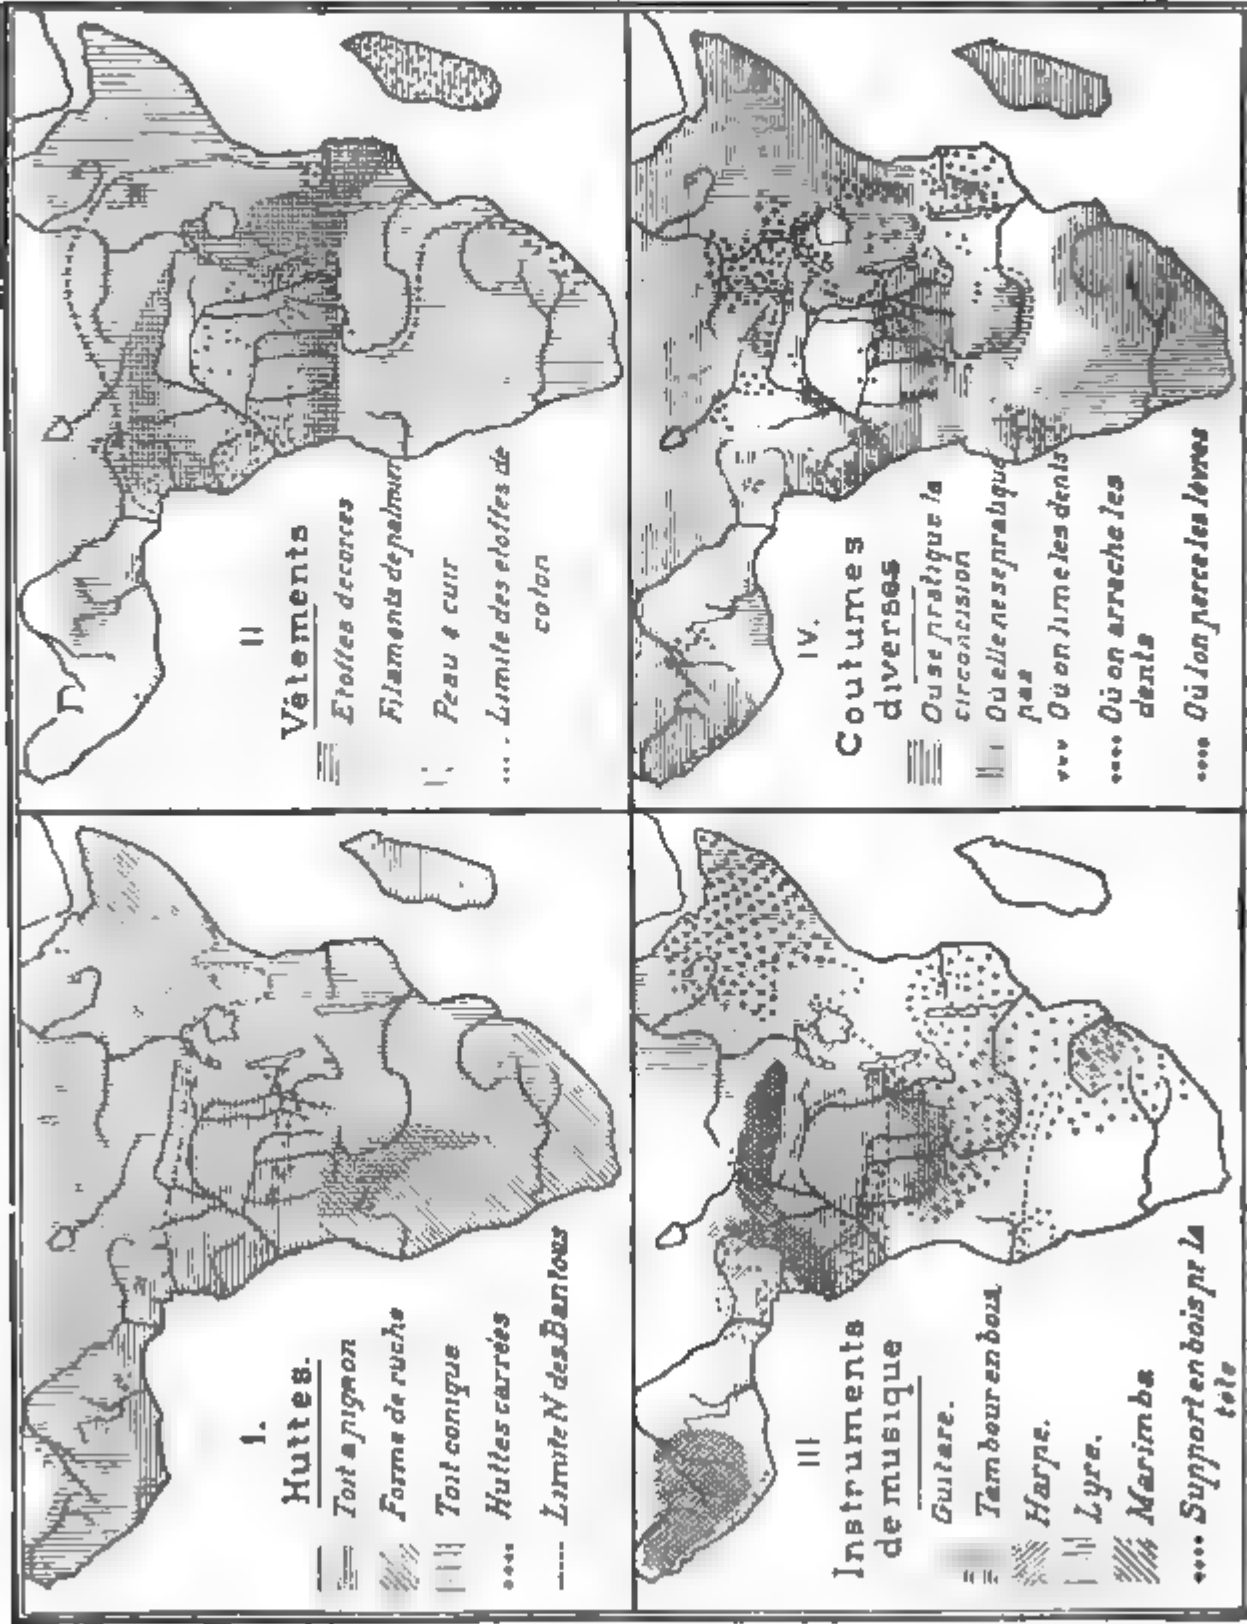 I.
Huttes.
Toit a pignon
Forme de ruche
Toit conique
Huttes carrées
Limite N des Bantous
II
Vêtements
Etoffes decorces
Filaments de palmier
Peau & cuir
Limite des etoffes de
coton
III
Instruments
de musique
Guitare.
Tambour en bois
Harpe.
Lyre.
Marimba
Support en bois pr la
tête
IV.
Coutumes
diverses
Ou se pratique la
circoncision
Où elle ne se pratique
pas
Où on lime les dents
Où on arrache les
dents
Où l'on perce les lèvres